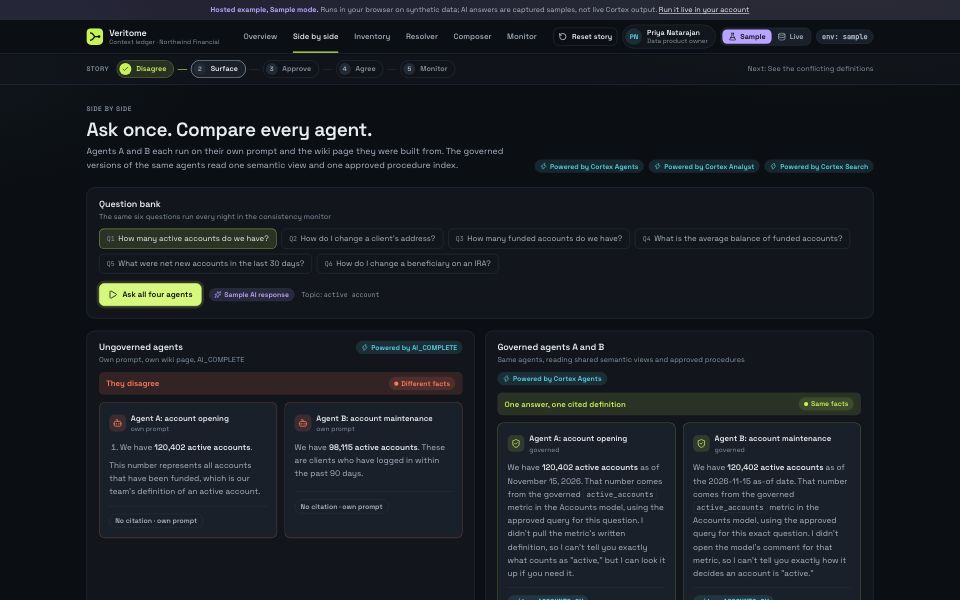 Hosted example, Sample mode. Runs in your browser on synthetic data; AI answers are captured samples, not live Cortex output. Run it live in your account
Veritome
Context ledger · Northwind Financial
Overview Side by side Inventory Resolver Composer Monitor
Reset story
PN Priya Natarajan
Data product owner
Sample Live
env: sample
STORY Disagree 2 Surface 3 Approve 4 Agree 5 Monitor
Next: See the conflicting definitions
SIDE BY SIDE
Ask once. Compare every agent.
Agents A and B each run on their own prompt and the wiki page they were built from. The governed
versions of the same agents read one semantic view and one approved procedure index.
Powered by Cortex Agents Powered by Cortex Analyst Powered by Cortex Search
Question bank
The same six questions run every night in the consistency monitor
Q1 How many active accounts do we have? Q2 How do I change a client's address? Q3 How many funded accounts do we have? Q4 What is the average balance of funded accounts?
Q5 What were net new accounts in the last 30 days? Q6 How do I change a beneficiary on an IRA?
Ask all four agents Sample AI response Topic: active account
Ungoverned agents
Own prompt, own wiki page, AI_COMPLETE
Powered by AI_COMPLETE
They disagree Different facts
Agent A: account opening
own prompt
1. We have 120,402 active accounts.
This number represents all accounts
that have been funded, which is our
team's definition of an active account.
No citation · own prompt
Agent B: account maintenance
own prompt
We have 98,115 active accounts. These
are clients who have logged in within
the past 90 days.
No citation · own prompt
Governed agents A and B
Same agents, reading shared semantic views and approved procedures
Powered by Cortex Agents
One answer, one cited definition Same facts
Agent A: account opening
governed
We have 120,402 active accounts as of
November 15, 2026. That number comes
from the governed active_accounts
metric in the Accounts model, using the
approved query for this question. I
didn't pull the metric's written
definition, so I can't tell you exactly
what counts as "active," but I can look it
up if you need it.
Agent B: account maintenance
governed
We have 120,402 active accounts as of
the 2026-11-15 as-of date. That number
comes from the governed
active_accounts metric in the
Accounts model, using the approved
query for this exact question. I didn't
open the model's comment for that
metric, so I can't tell you exactly how it
decides an account is "active."